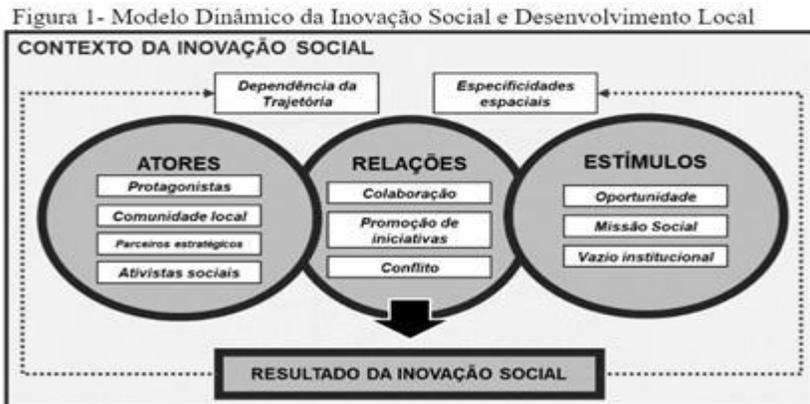 Figura 1- Modelo Dinâmico da Inovação Social e Desenvolvimento Local
CONTEXTO DA INOVAÇÃO SOCIAL
Dependência da
Trajetória
Especificidades
espaciais
ATORES
Protagonistas
Comunidade local
Parceiros estratégicos
Ativistas sociais
RELAÇÕES
Colaboração
Promoção de
iniciativas
Conflito
ESTÍMULOS
Oportunidade
Missão Social
Vazio institucional
RESULTADO DA INOVAÇÃO SOCIAL